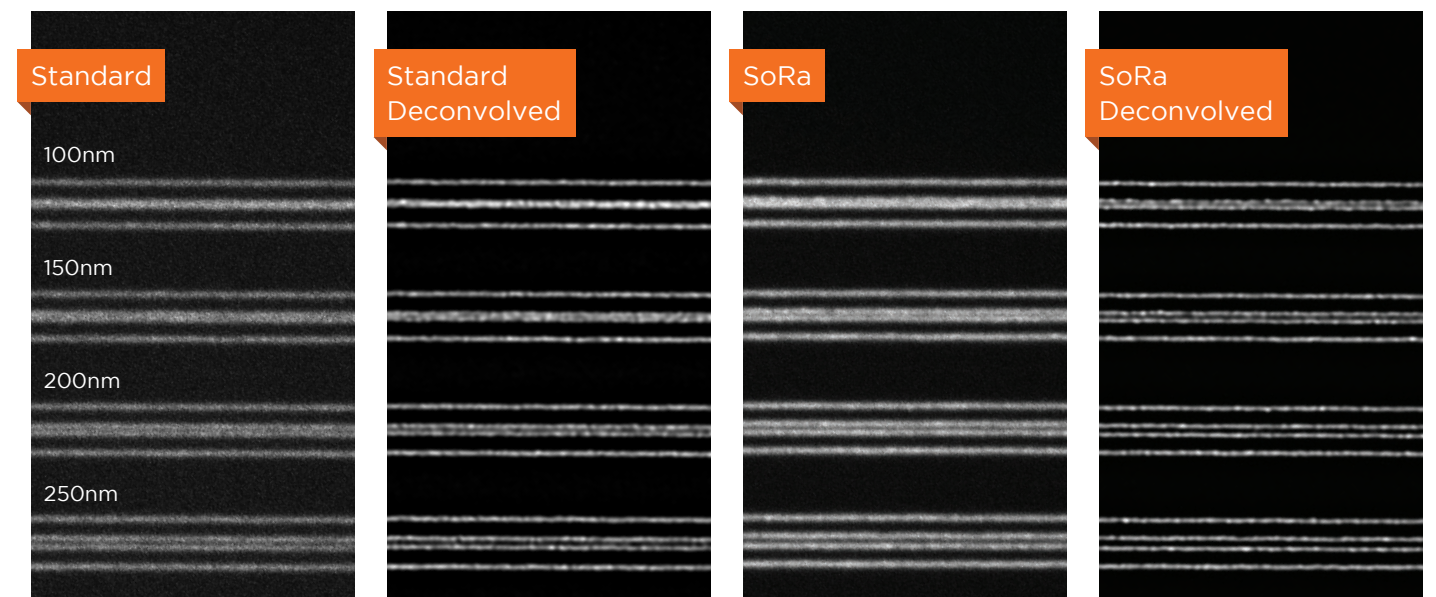 Standard
Standard
Deconvolved
SoRa
SoRa
Deconvolved
100nm
150nm
200nm
250nm